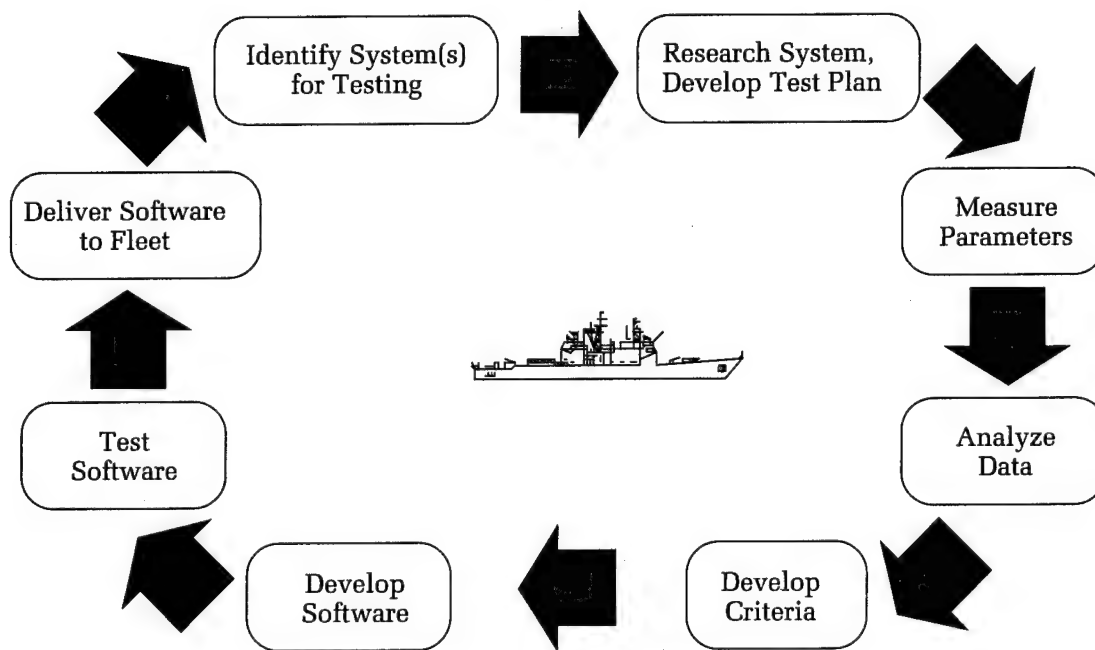 Identify System(s)
for Testing
Research System,
Develop Test Plan
Measure
Parameters
Analyze
Data
Develop
Criteria
Develop
Software
Test
Software
Deliver Software
to Fleet